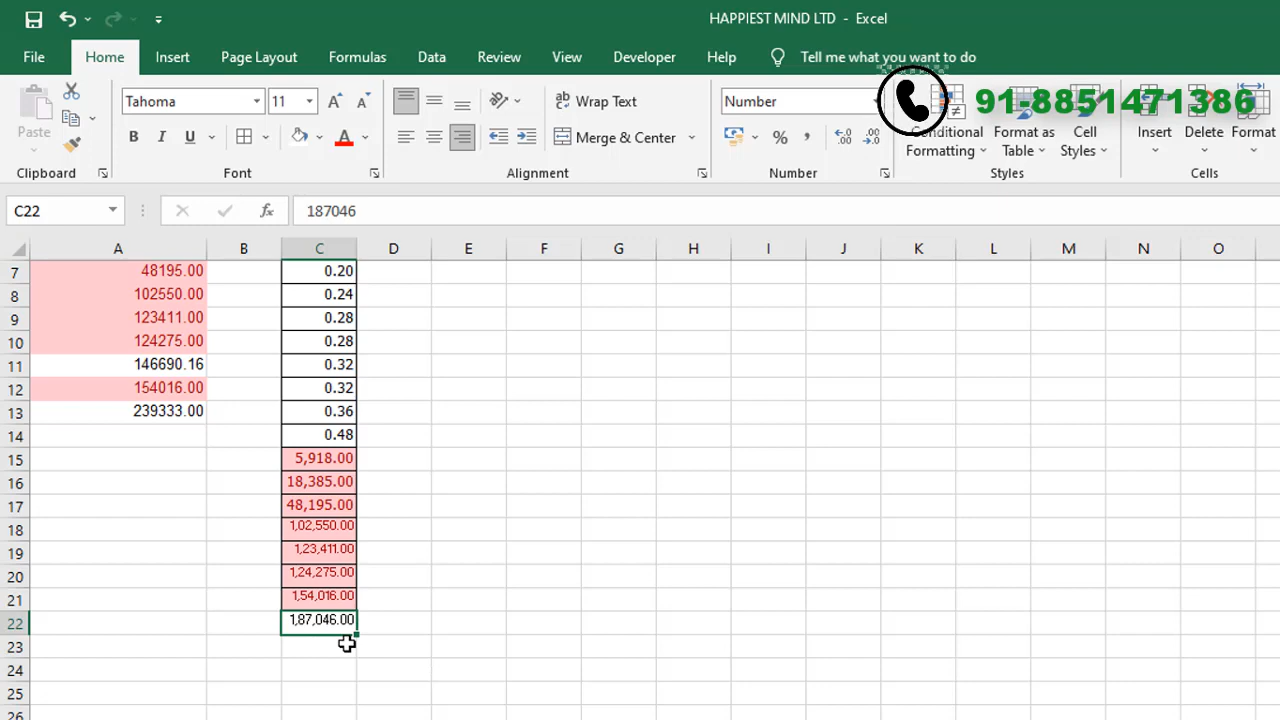 HAPPIEST MIND LTD - Excel
File Home Insert Page Layout Formulas Data Review View Developer Help Tell me what you want to do
91-8851471386
Paste
Tahoma 11
Wrap Text
Merge & Center
Number
Conditional Formatting
Format as Table
Cell Styles
Insert
Delete
Format
B I U
A
%
Clipboard Font Alignment Number Styles Cells
C22 fx 187046
A B C D E F G H I J K L M N O
7 48195.00 0.20
8 102550.00 0.24
9 123411.00 0.28
10 124275.00 0.28
11 146690.16 0.32
12 154016.00 0.32
13 239333.00 0.36
14 0.48
15 5,918.00
16 18,385.00
17 48,195.00
18 1,02,550.00
19 1,23,411.00
20 1,24,275.00
21 1,54,016.00
22 1,87,046.00
23
24
25
26